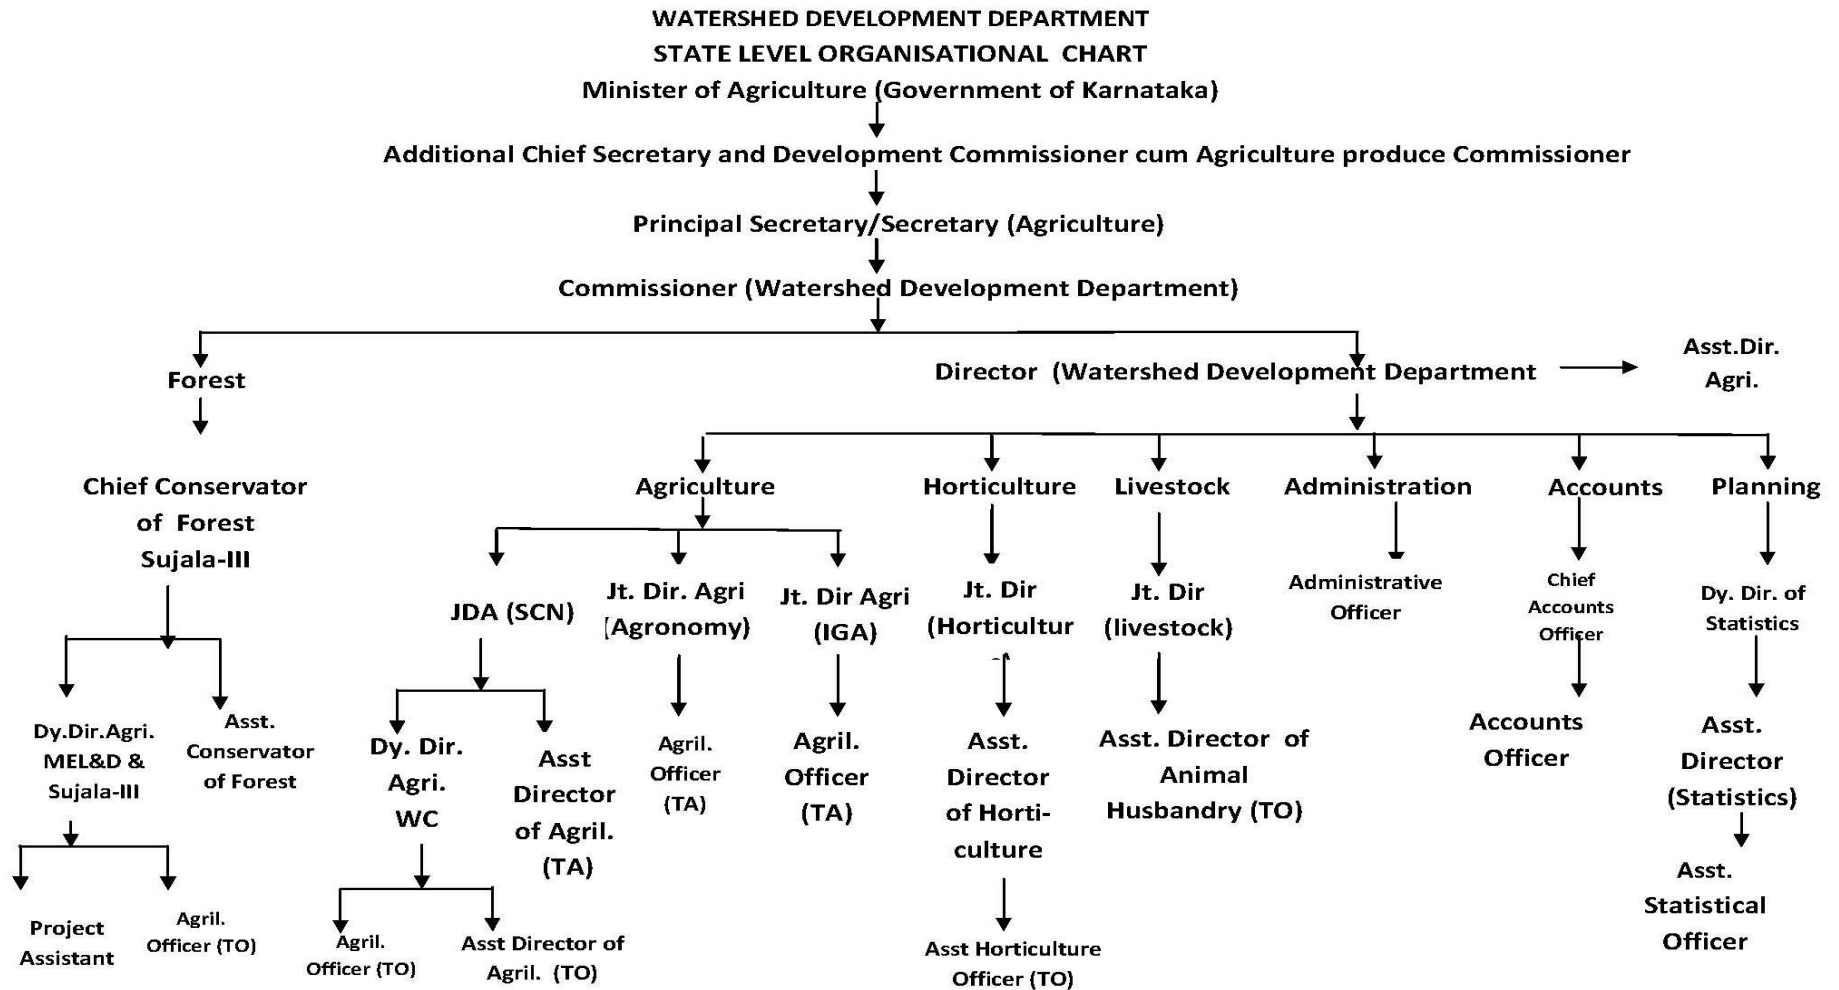 WATERSHED DEVELOPMENT DEPARTMENT
STATE LEVEL ORGANISATIONAL CHART
Minister of Agriculture (Government of Karnataka)
Additional Chief Secretary and Development Commissioner cum Agriculture produce Commissioner
Principal Secretary/Secretary (Agriculture)
Commissioner (Watershed Development Department)
Forest
Director (Watershed Development Department
Asst.Dir.
Agri.
Chief Conservator
of Forest
Sujala-III
Agriculture
Horticulture
Livestock
Administration
Accounts
Planning
JDA (SCN)
Jt. Dir. Agri
(Agronomy)
Jt. Dir Agri
(IGA)
Jt. Dir
(Horticultur
Jt. Dir
(livestock)
Administrative
Officer
Chief
Accounts
Officer
Dy. Dir. of
Statistics
Dy.Dir.Agri.
MEL&D &
Sujala-III
Asst.
Conservator
of Forest
Dy. Dir.
Agri.
WC
Asst
Director
of Agril.
(TA)
Agril.
Officer
(TA)
Agril.
Officer
(TA)
Asst.
Director
of Horti-
culture
Asst. Director of
Animal
Husbandry (TO)
Accounts
Officer
Asst.
Director
(Statistics)
Project
Assistant
Agril.
Officer (TO)
Agril.
Officer (TO)
Asst Director of
Agril. (TO)
Asst Horticulture
Officer (TO)
Asst.
Statistical
Officer